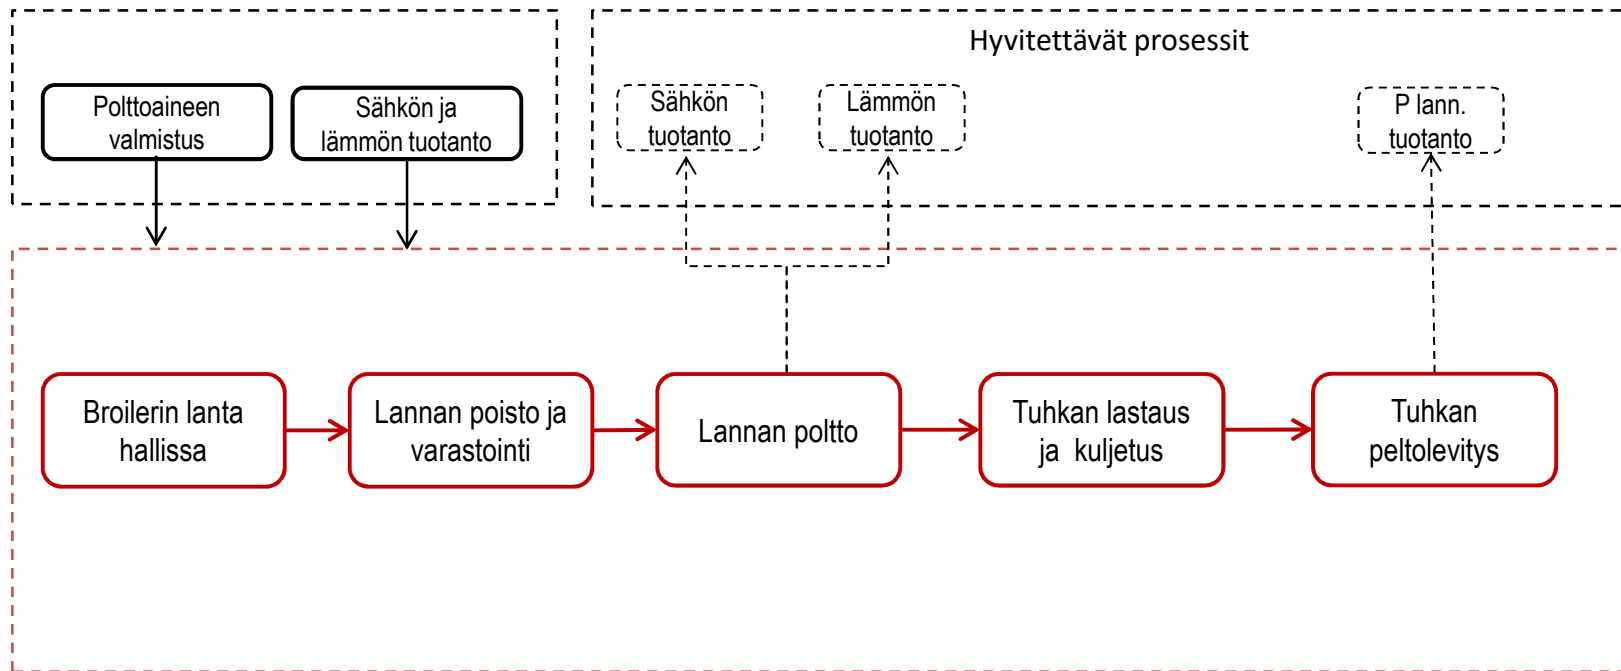 Hyvitettävät prosessit
Polttoaineen
valmistus
Sähkön ja
lämmön tuotanto
Sähkön
tuotanto
Lämmön
tuotanto
P lann.
tuotanto
Broilerin lanta
hallissa
Lannan poisto ja
varastointi
Lannan poltto
Tuhkan lastaus
ja kuljetus
Tuhkan
peltolevitys